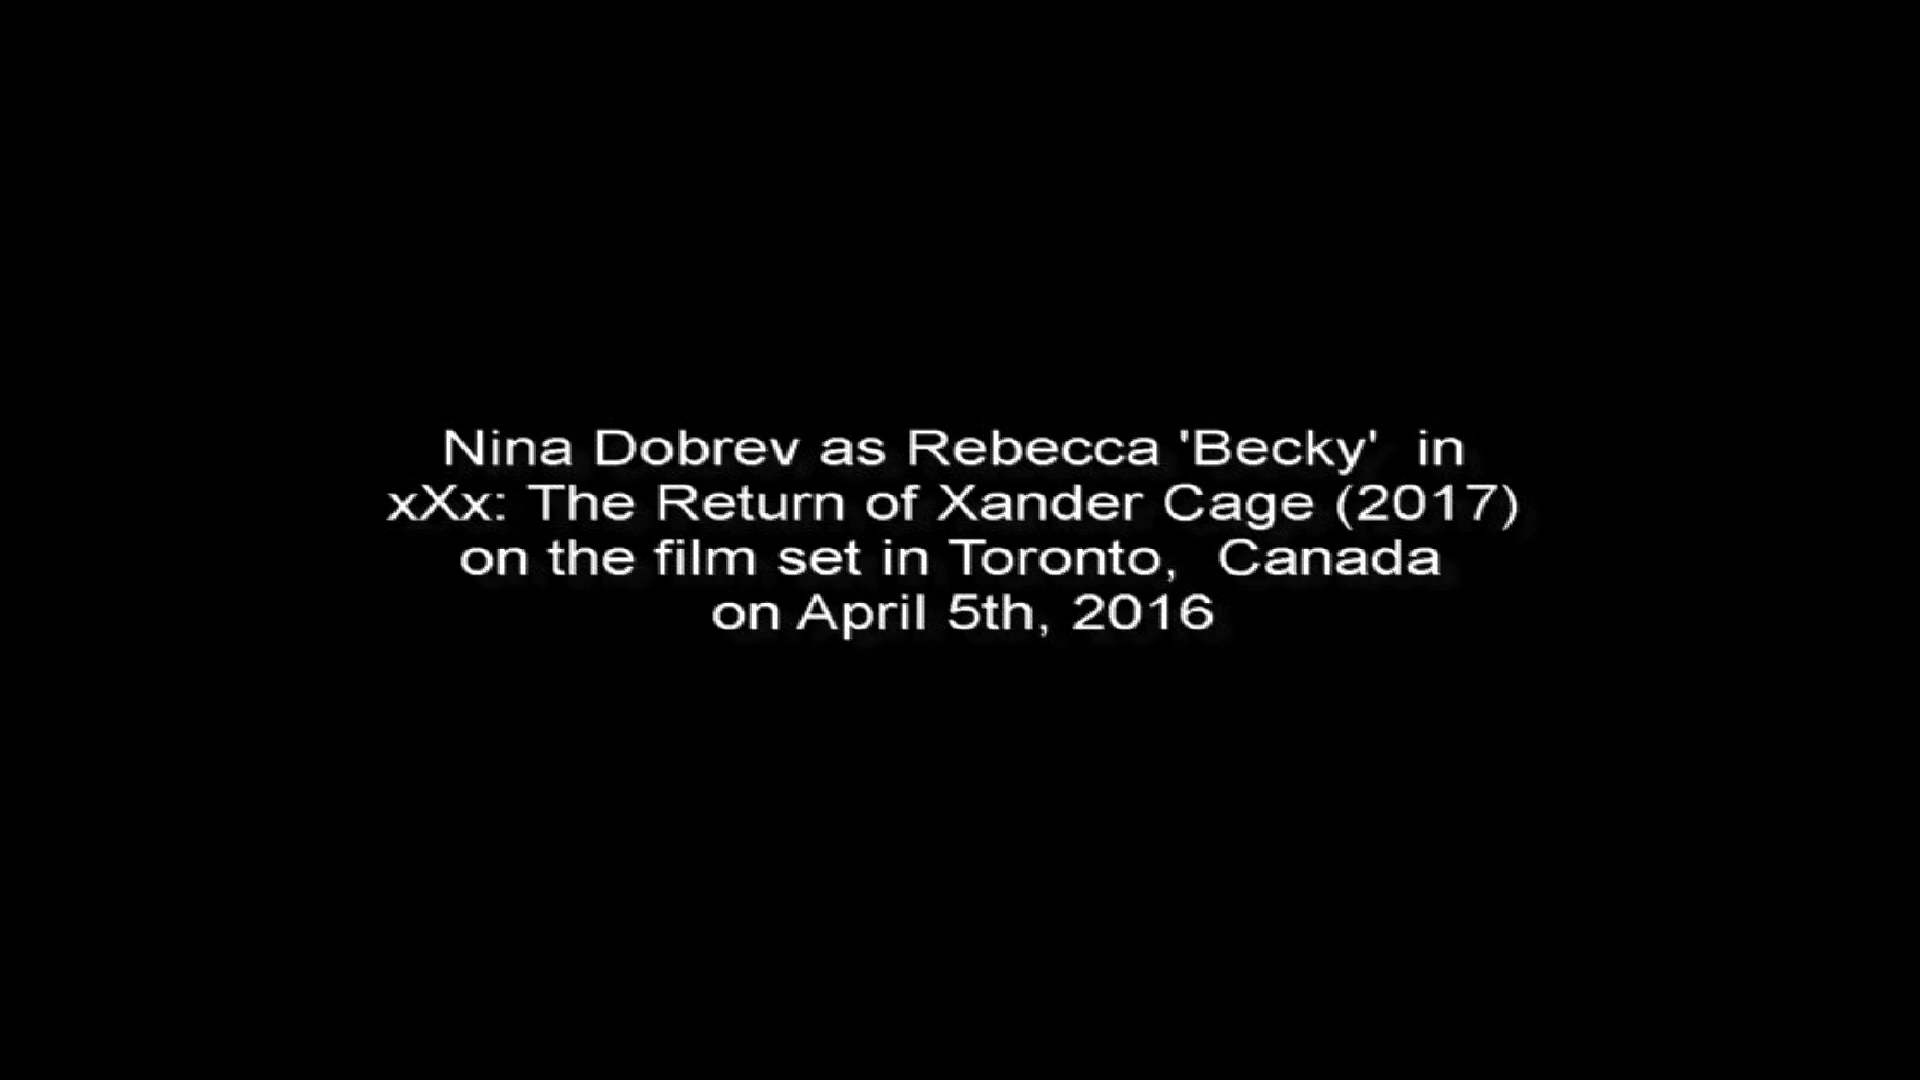 Nina Dobrev as Rebecca 'Becky'  in
xXx: The Return of Xander Cage (2017)
on the film set in Toronto,  Canada
on April 5th, 2016